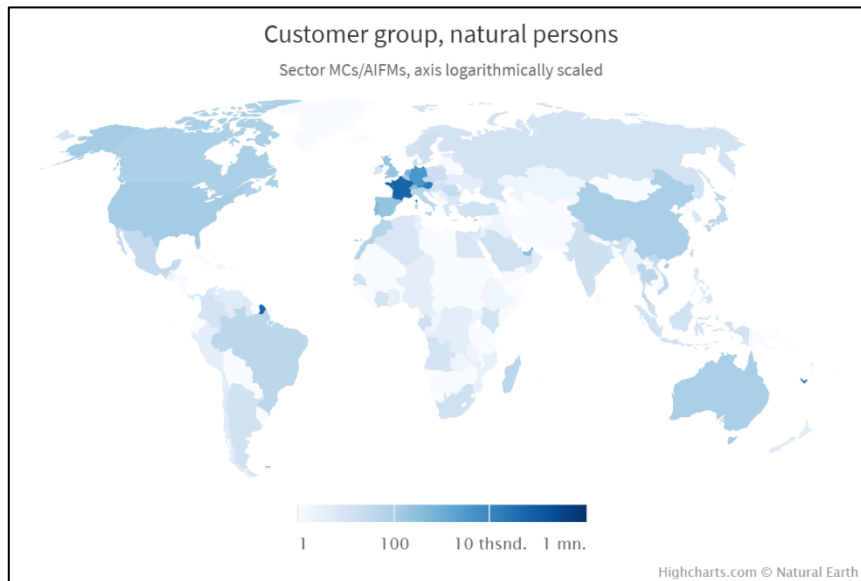 Customer group, natural persons
Sector MCs/AIFMs, axis logarithmically scaled
1 100 10 thsnd. 1 mn.
Highcharts.com © Natural Earth